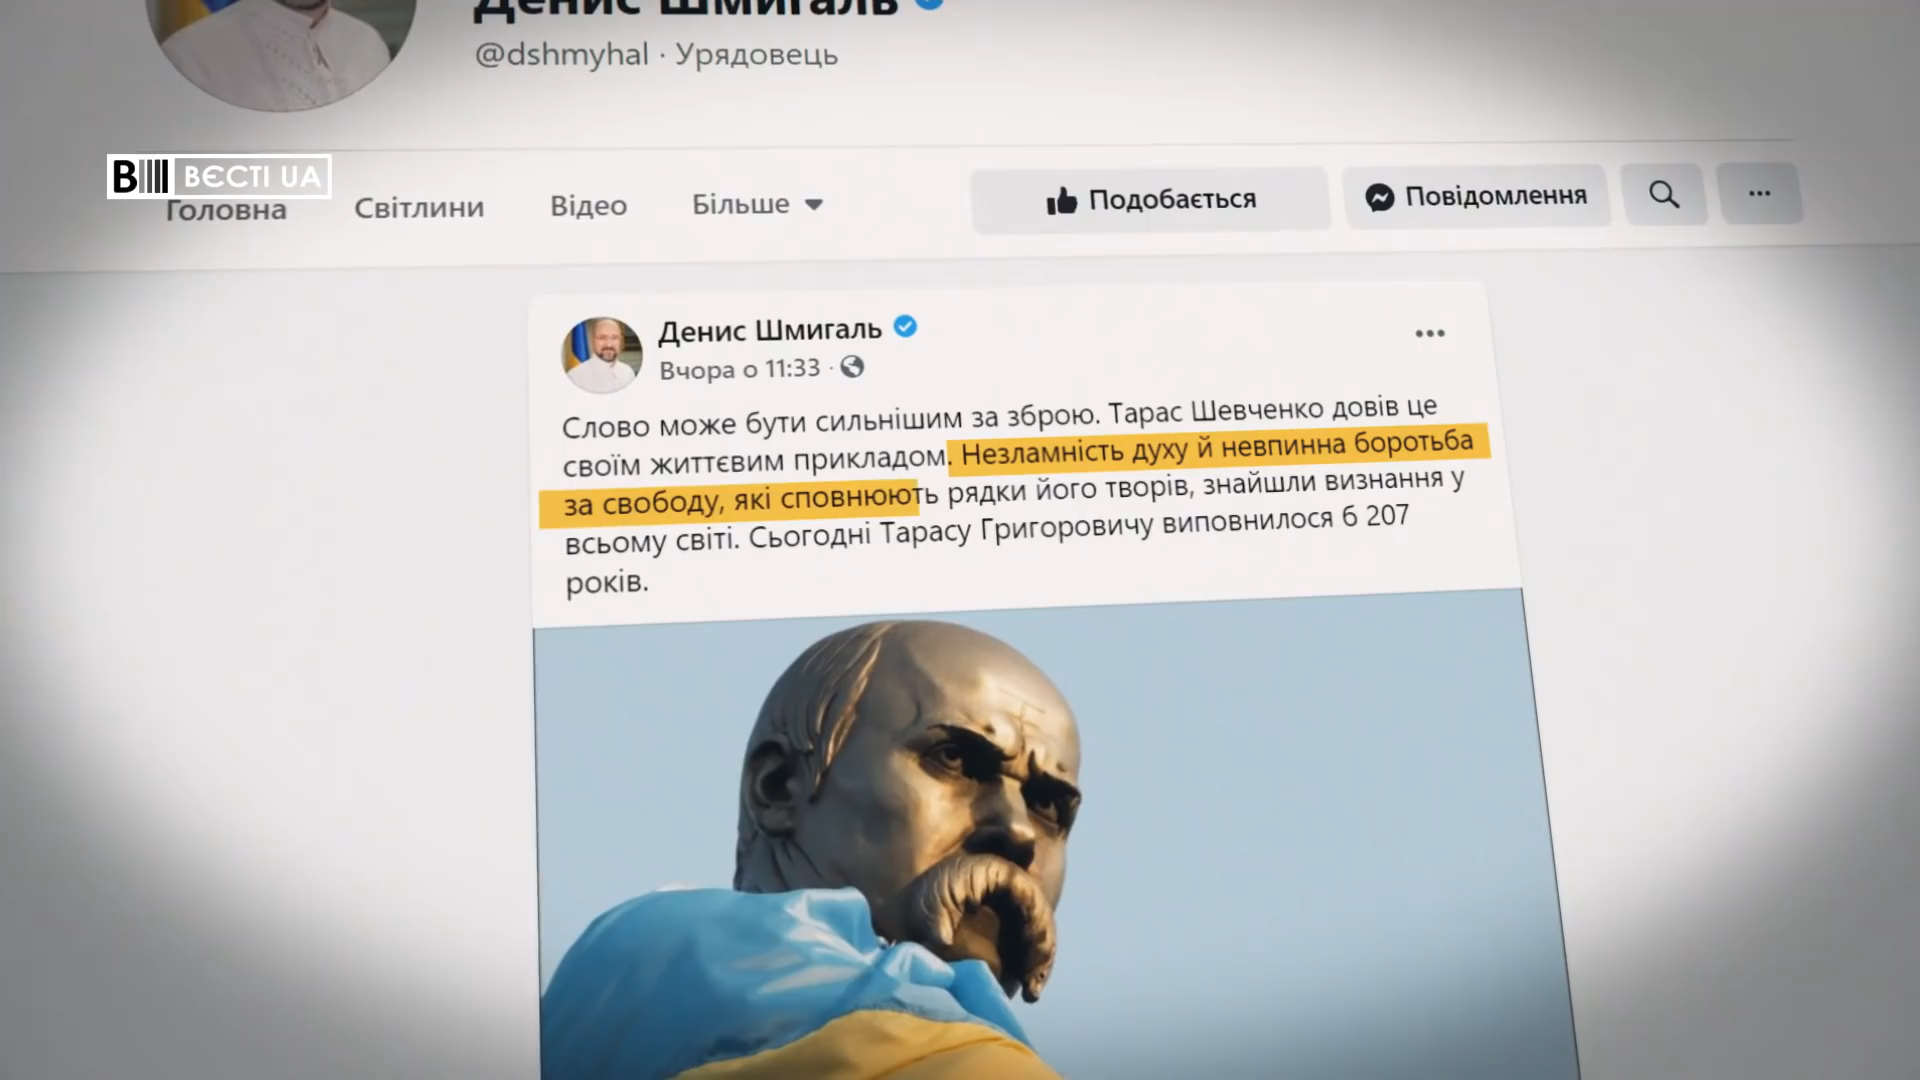 Денис Шмигаль
@dshmyhal · Урядовець
В ВЄСТІ UA
Головна Світлини Відео Більше Подобається Повідомлення
Денис Шмигаль
Вчора о 11:33 ·
Слово може бути сильнішим за зброю. Тарас Шевченко довів це
своїм життєвим прикладом. Незламність духу й невпинна боротьба
за свободу, які сповнюють рядки його творів, знайшли визнання у
всьому світі. Сьогодні Тарасу Григоровичу виповнилося б 207
років.